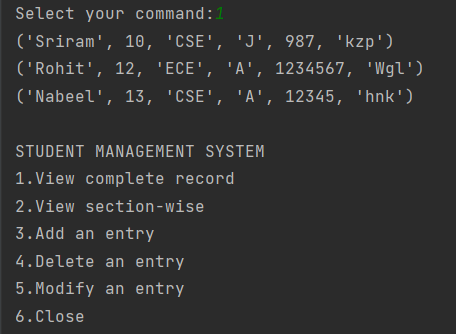 Select your command:1
('Sriram', 10, 'CSE', 'J', 987, 'kzp')
('Rohit', 12, 'ECE', 'A', 1234567, 'Wgl')
('Nabeel', 13, 'CSE', 'A', 12345, 'hnk')
STUDENT MANAGEMENT SYSTEM
1.View complete record
2.View section-wise
3.Add an entry
4.Delete an entry
5.Modify an entry
6.Close